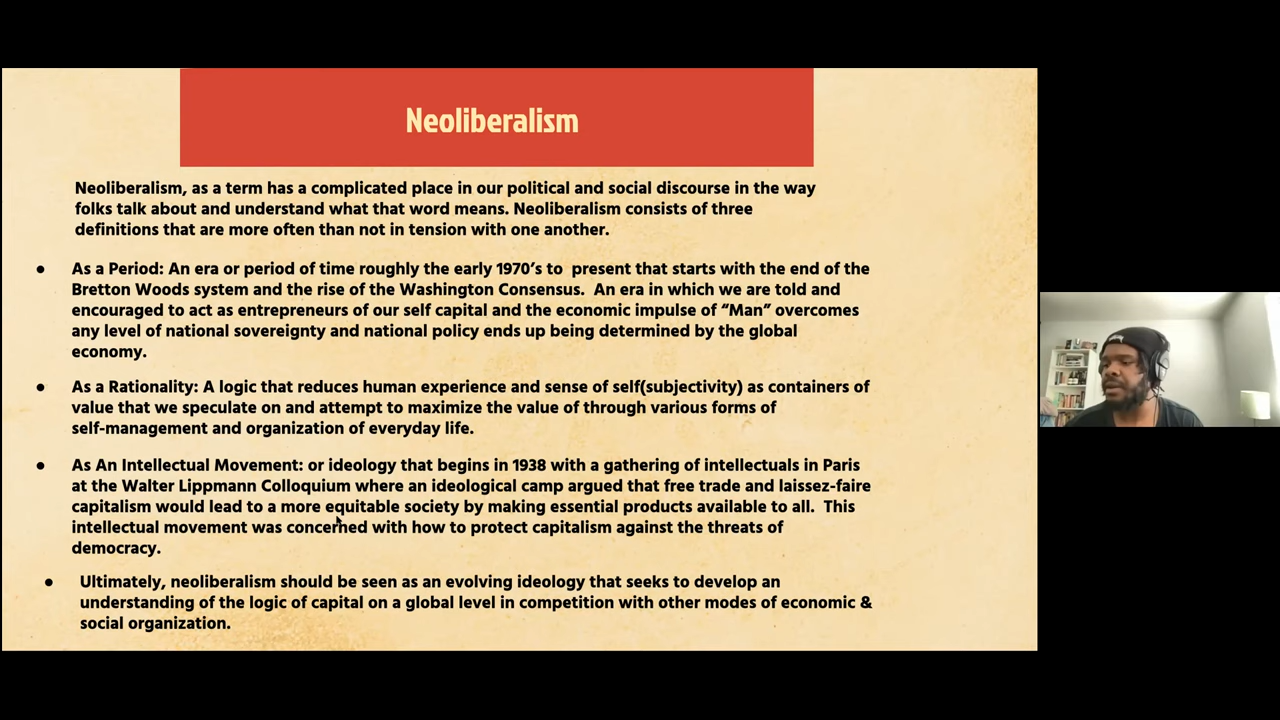 Neoliberalism
Neoliberalism, as a term has a complicated place in our political and social discourse in the way
folks talk about and understand what that word means. Neoliberalism consists of three
definitions that are more often than not in tension with one another.
● As a Period: An era or period of time roughly the early 1970’s to  present that starts with the end of the
Bretton Woods system and the rise of the Washington Consensus.  An era in which we are told and
encouraged to act as entrepreneurs of our self capital and the economic impulse of “Man” overcomes
any level of national sovereignty and national policy ends up being determined by the global
economy.
● As a Rationality: A logic that reduces human experience and sense of self(subjectivity) as containers of
value that we speculate on and attempt to maximize the value of through various forms of
self-management and organization of everyday life.
● As An Intellectual Movement: or ideology that begins in 1938 with a gathering of intellectuals in Paris
at the Walter Lippmann Colloquium where an ideological camp argued that free trade and laissez-faire
capitalism would lead to a more equitable society by making essential products available to all.  This
intellectual movement was concerned with how to protect capitalism against the threats of
democracy.
● Ultimately, neoliberalism should be seen as an evolving ideology that seeks to develop an
understanding of the logic of capital on a global level in competition with other modes of economic &
social organization.